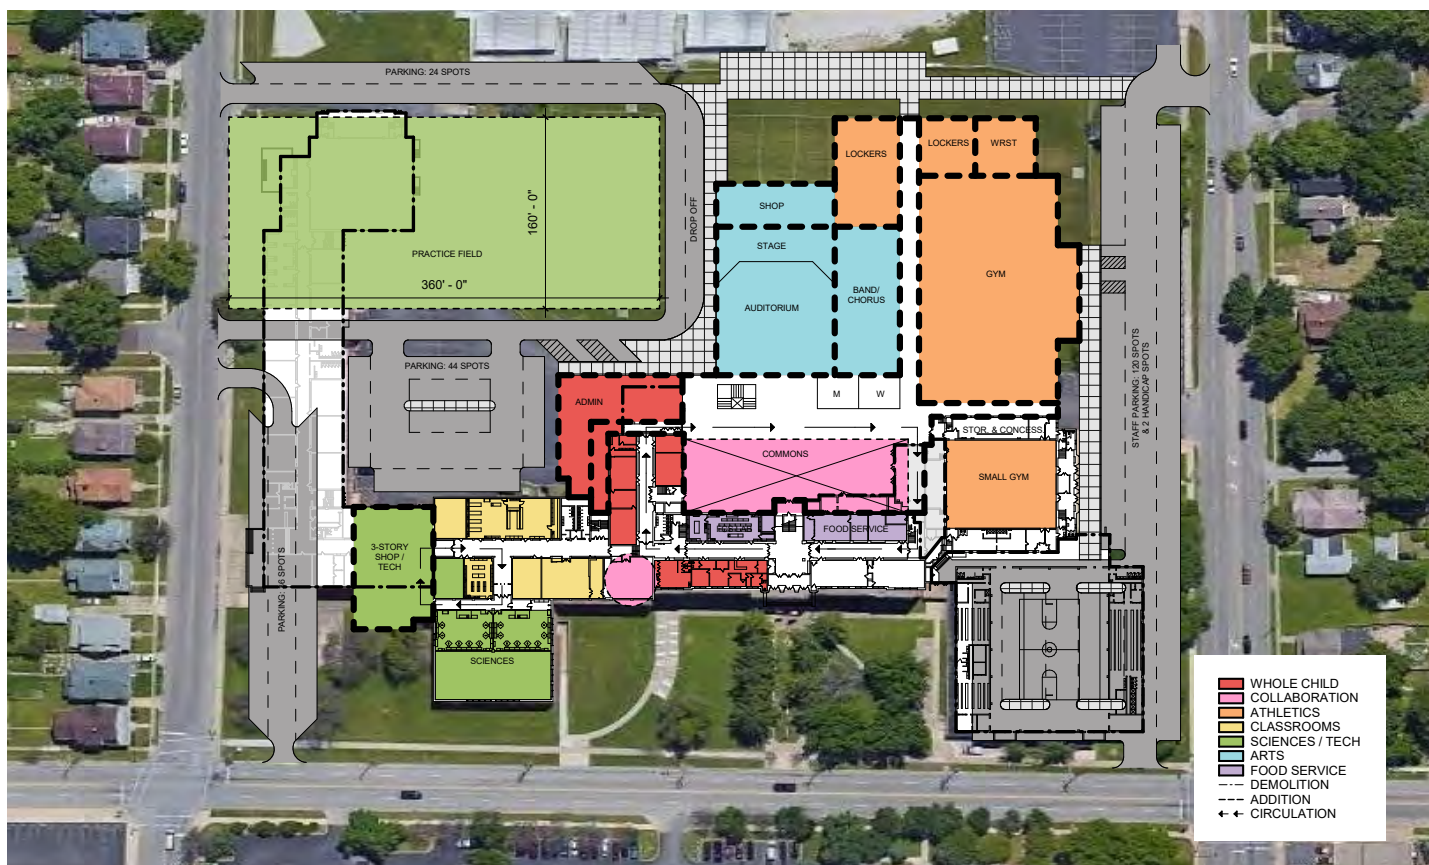 PARKING: 24 SPOTS
LOCKERS
LOCKERS
WRST
SHOP
STAGE
DROP OFF
160' - 0"
PRACTICE FIELD
360' - 0"
GYM
BAND/
CHORUS
AUDITORIUM
PARKING: 44 SPOTS
STAFF PARKING: 120 SPOTS
& 2 HANDICAP SPOTS
M
W
ADMIN
STOR. & CONCESS.
COMMONS
SMALL GYM
FOOD SERVICE
3-STORY
SHOP /
TECH
SPOTS
PARKING:
SCIENCES
WHOLE CHILD
COLLABORATION
ATHLETICS
CLASSROOMS
SCIENCES / TECH
ARTS
FOOD SERVICE
DEMOLITION
ADDITION
CIRCULATION